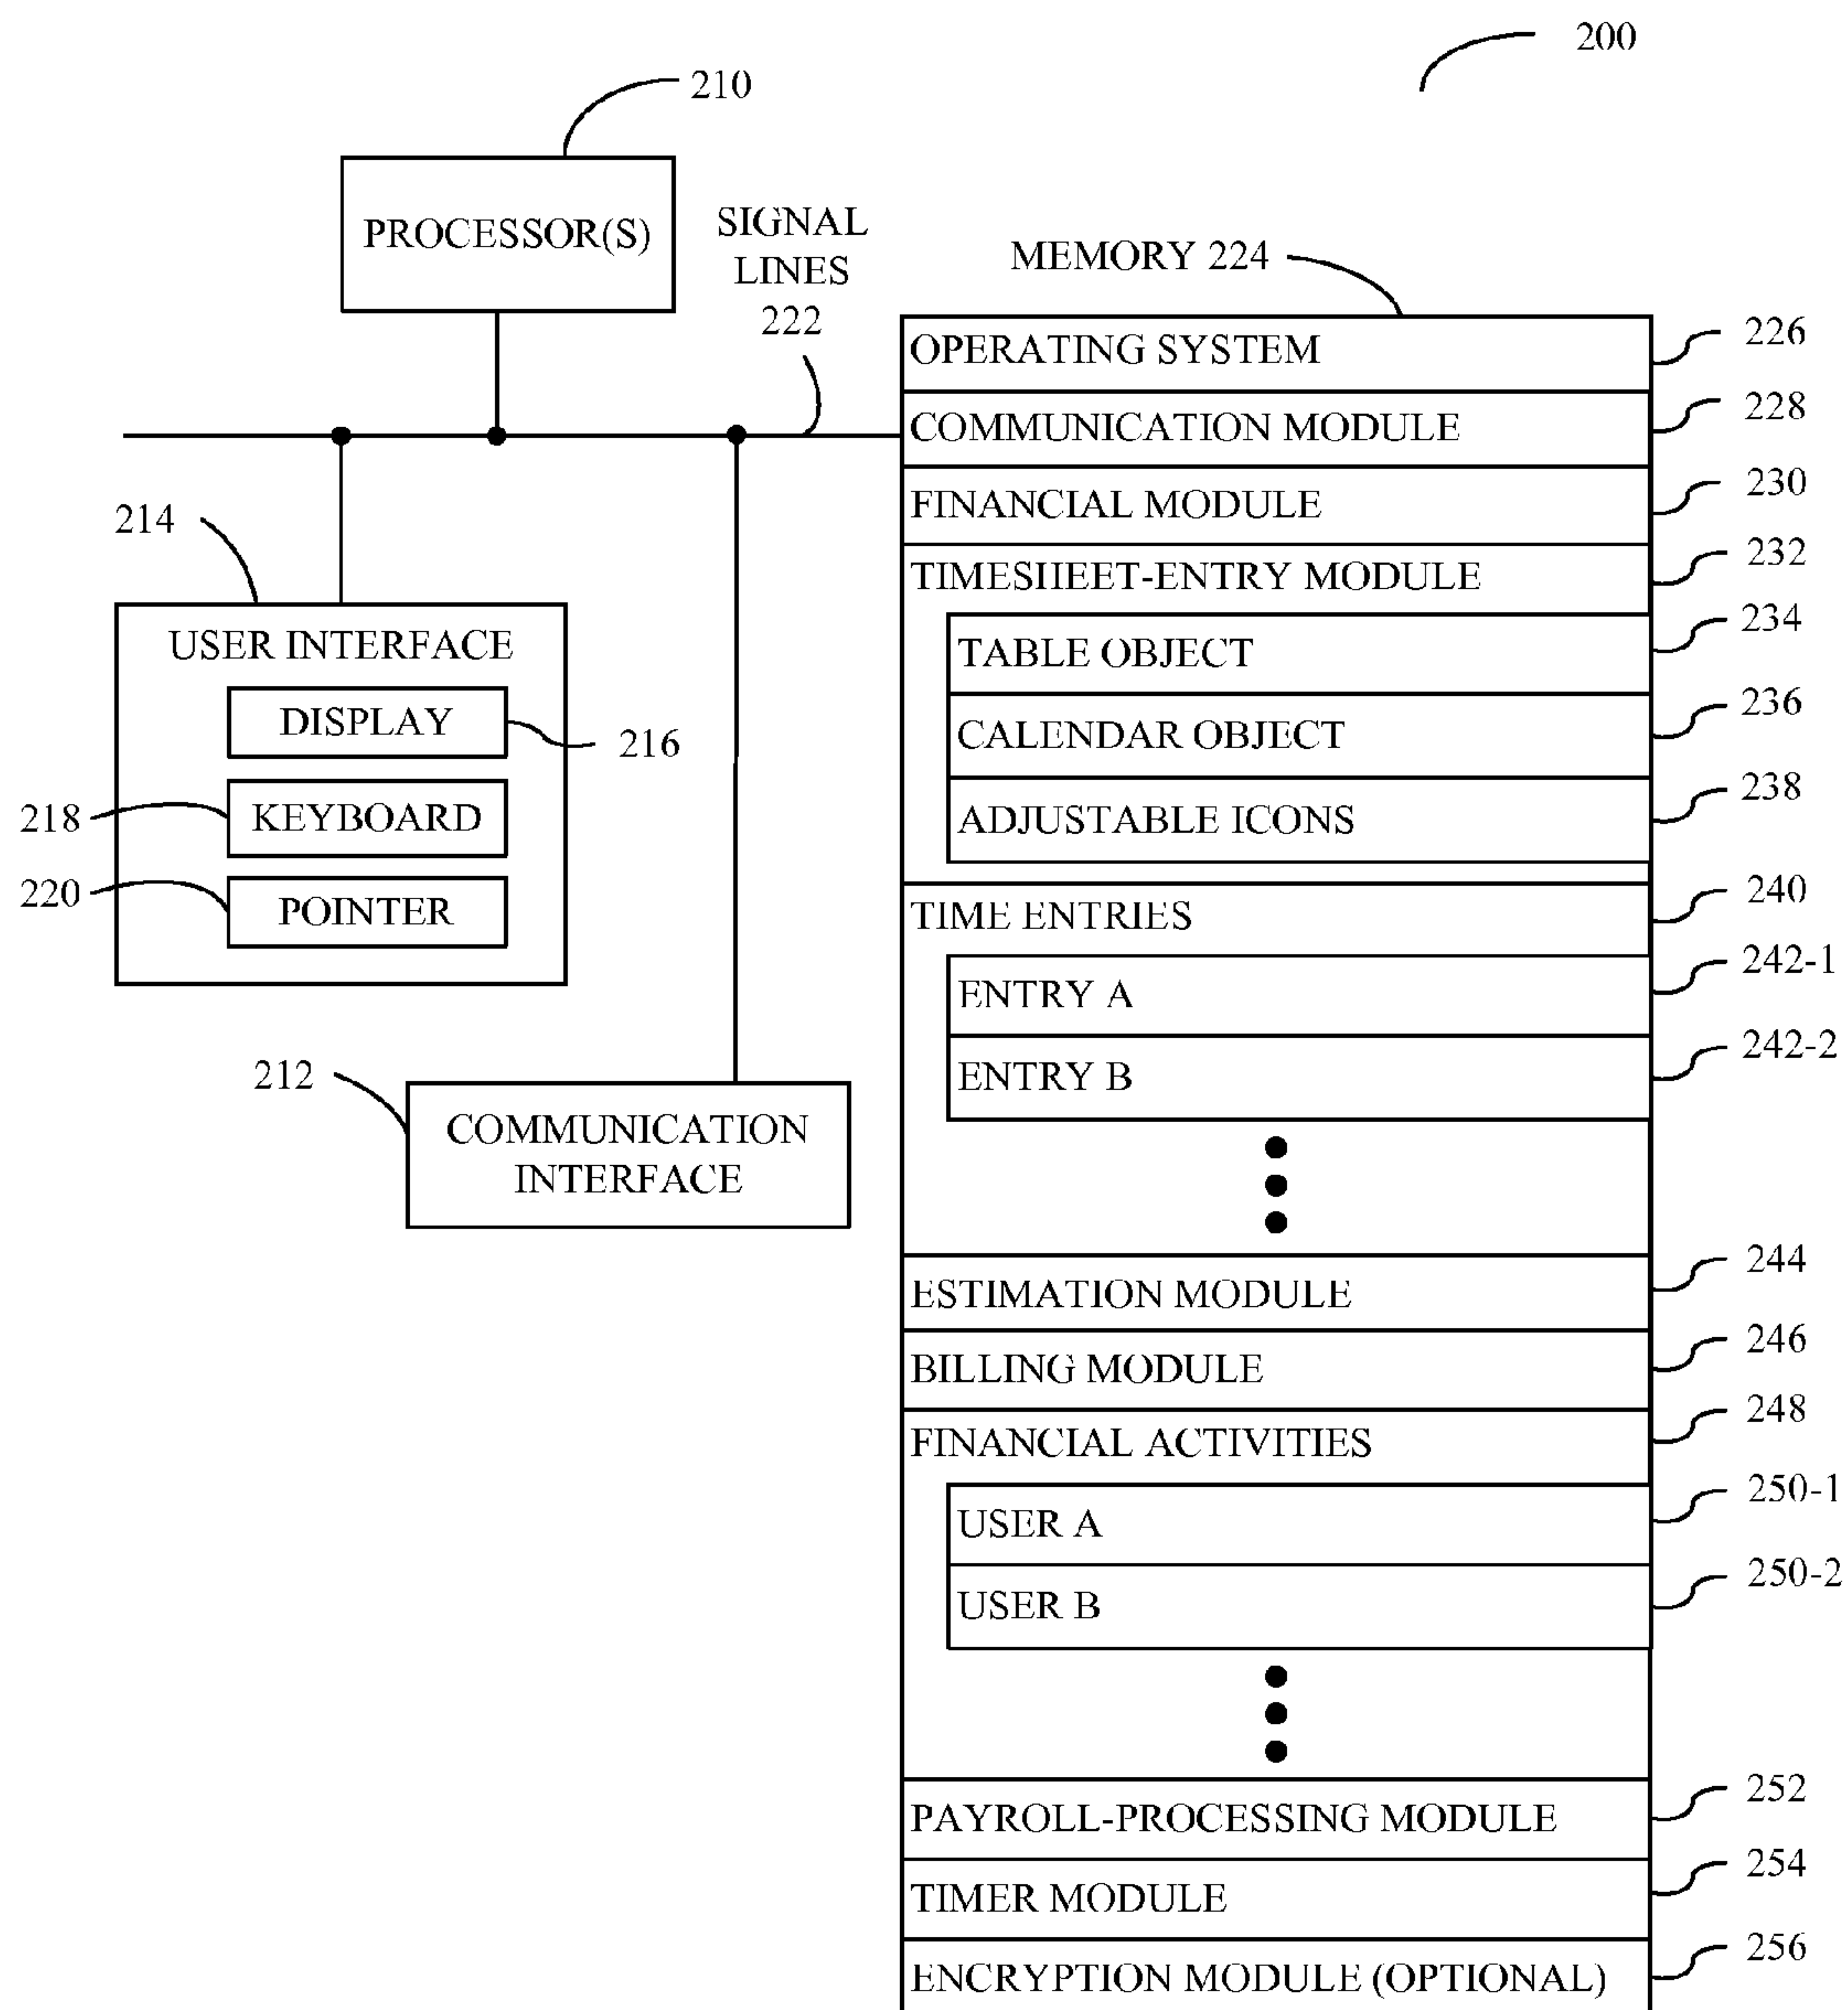 200
210
PROCESSOR(S)
SIGNAL
LINES
222
MEMORY 224
OPERATING SYSTEM
226
COMMUNICATION MODULE
228
FINANCIAL MODULE
230
TIMESHEET-ENTRY MODULE
232
TABLE OBJECT
234
CALENDAR OBJECT
236
ADJUSTABLE ICONS
238
TIME ENTRIES
240
ENTRY A
242-1
ENTRY B
242-2
ESTIMATION MODULE
244
BILLING MODULE
246
FINANCIAL ACTIVITIES
248
USER A
250-1
USER B
250-2
PAYROLL-PROCESSING MODULE
252
TIMER MODULE
254
ENCRYPTION MODULE (OPTIONAL)
256
214
USER INTERFACE
DISPLAY
216
218
KEYBOARD
220
POINTER
212
COMMUNICATION
INTERFACE